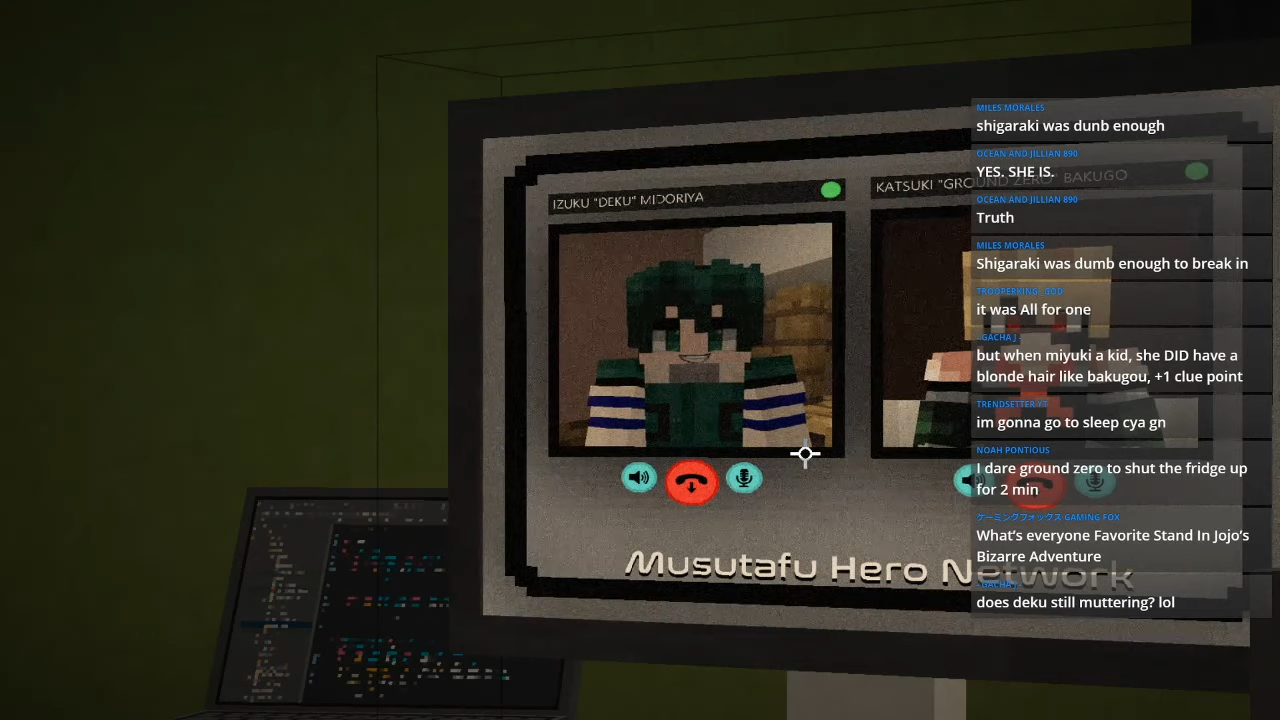 IZUKU "DEKU" MIDORIYA
KATSUKI "GROUND ZERO" BAKUGO
Musutafu Hero Network
MILES MORALES
shigaraki was dunb enough
OCEAN AND JILLIAN 890
YES. SHE IS.
OCEAN AND JILLIAN 890
Truth
MILES MORALES
Shigaraki was dumb enough to break in
TROOPERKING_GOD
it was All for one
-GACHA J-
but when miyuki a kid, she DID have a
blonde hair like bakugou, +1 clue point
TRENDSETTER YT
im gonna go to sleep cya gn
NOAH PONTIOUS
I dare ground zero to shut the fridge up
for 2 min
ゲーミングフォックス GAMING FOX
What's everyone Favorite Stand In Jojo's
Bizarre Adventure
-GACHA J-
does deku still muttering? lol